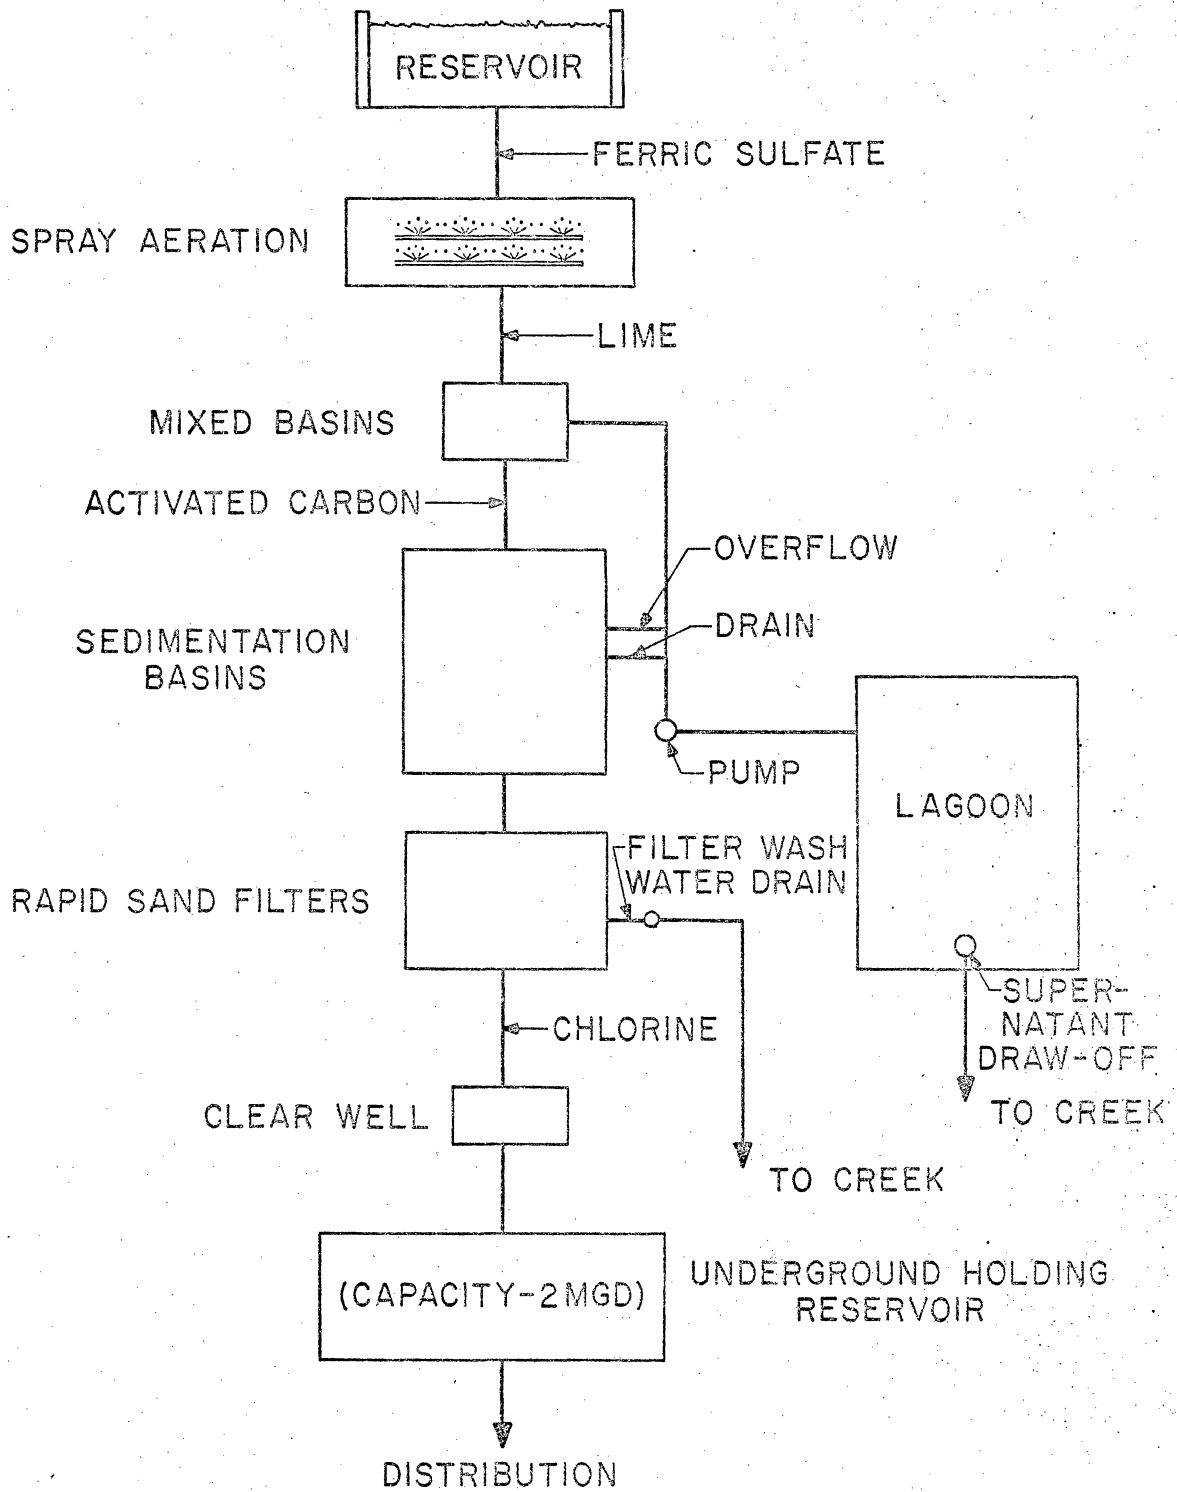 RESERVOIR
FERRIC SULFATE
SPRAY AERATION
LIME
MIXED BASINS
ACTIVATED CARBON
OVERFLOW
DRAIN
SEDIMENTATION
BASINS
PUMP
LAGOON
FILTER WASH
WATER DRAIN
RAPID SAND FILTERS
SUPER-
NATANT
DRAW-OFF
CHLORINE
TO CREEK
CLEAR WELL
TO CREEK
(CAPACITY-2MGD)
UNDERGROUND HOLDING
RESERVOIR
DISTRIBUTION